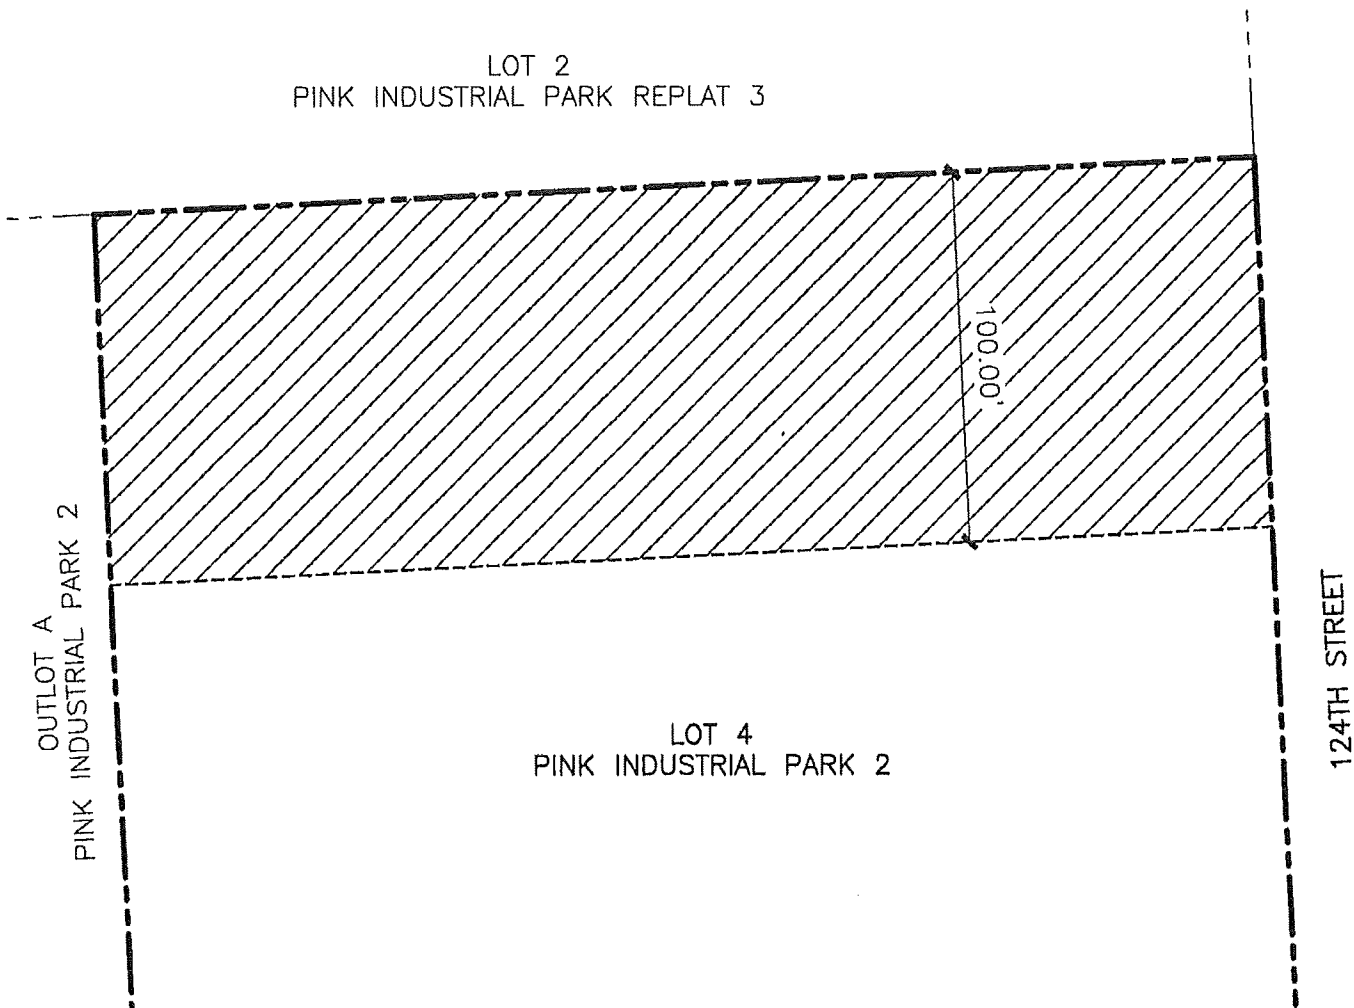 LOT 2
PINK INDUSTRIAL PARK REPLAT 3
100.00'
OUTLOT A
PINK INDUSTRIAL PARK 2
LOT 4
PINK INDUSTRIAL PARK 2
124TH STREET